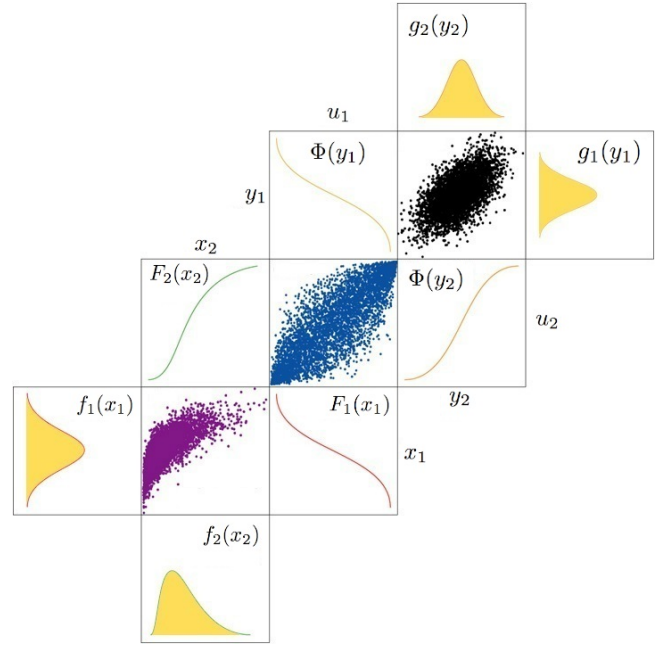 g₂(y₂)
u₁
Φ(y₁)
g₁(y₁)
y₁
x₂
F₂(x₂)
Φ(y₂)
u₂
f₁(x₁)
F₁(x₁)
y₂
x₁
f₂(x₂)